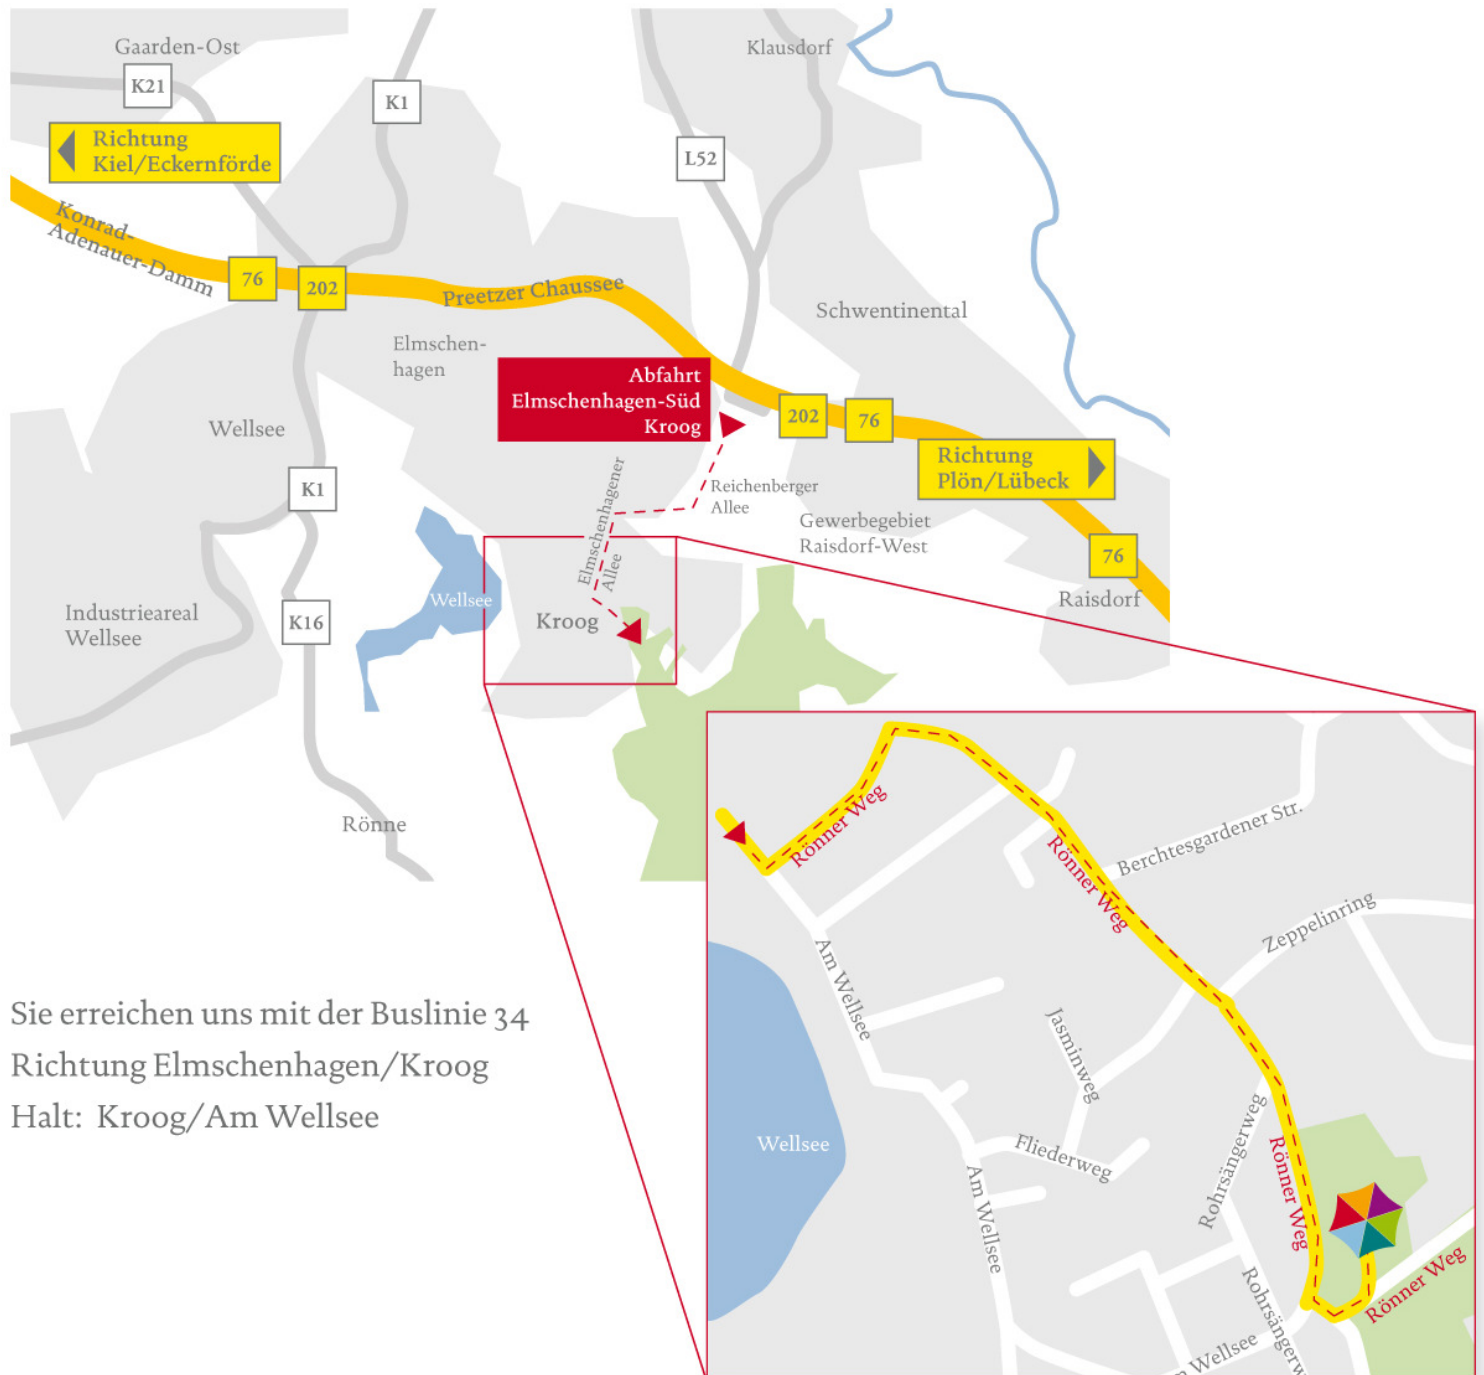 Gaarden-Ost
K21
K1
Klausdorf
Richtung
Kiel/Eckernförde
L52
Konrad-
Adenauer-Damm
76
202
Preetzer Chaussee
Schwentinental
Elmschen-
hagen
Abfahrt
Elmschenhagen-Süd
Kroog
202
76
Wellsee
Richtung
Plön/Lübeck
K1
Reichenberger
Allee
Elmschenhagener
Allee
Gewerbegebiet
Raisdorf-West
76
Raisdorf
Wellsee
Industrieareal
Wellsee
K16
Kroog
Rönne
Rönner Weg
Rönner Weg
Berchtesgardener Str.
Zeppelinring
Am Wellsee
Jasminweg
Sie erreichen uns mit der Buslinie 34
Richtung Elmschenhagen/Kroog
Halt: Kroog/Am Wellsee
Wellsee
Fliederweg
Rohrsängerweg
Rönner Weg
Am Wellsee
Rönner Weg
Wellsee